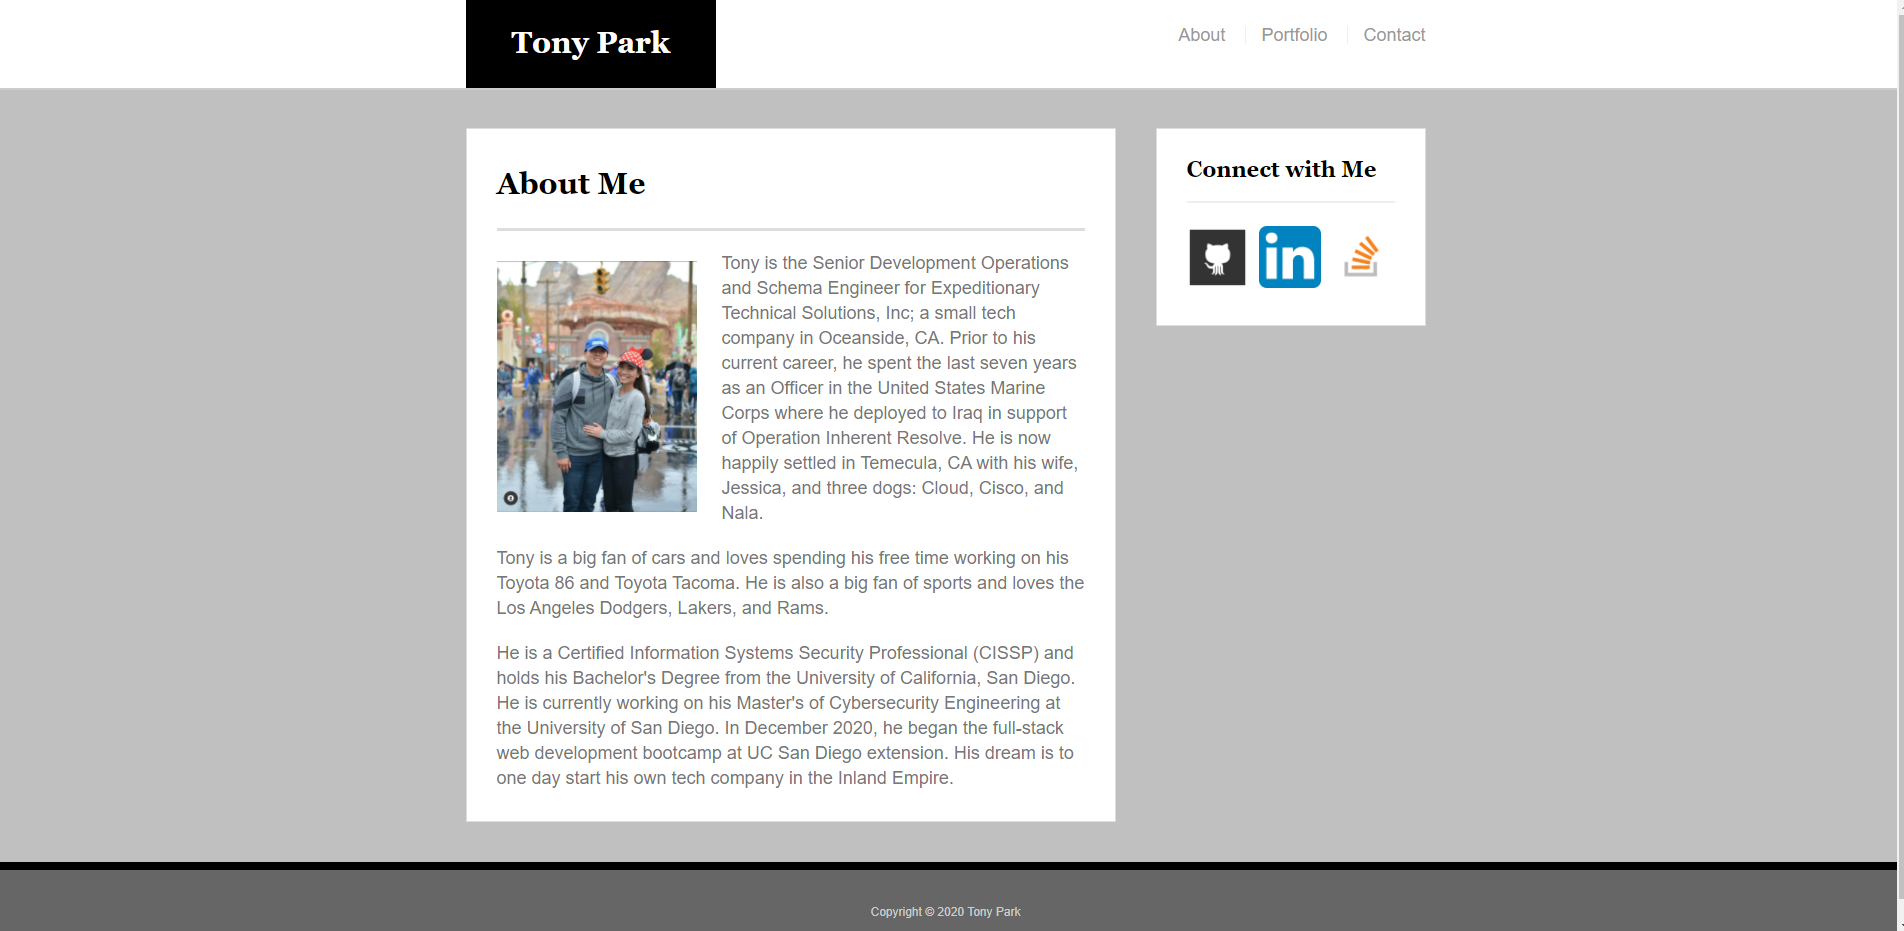 Tony Park
About
Portfolio
Contact
About Me
Tony is the Senior Development Operations
and Schema Engineer for Expeditionary
Technical Solutions, Inc; a small tech
company in Oceanside, CA. Prior to his
current career, he spent the last seven years
as an Officer in the United States Marine
Corps where he deployed to Iraq in support
of Operation Inherent Resolve. He is now
happily settled in Temecula, CA with his wife,
Jessica, and three dogs: Cloud, Cisco, and
Nala.
Tony is a big fan of cars and loves spending his free time working on his
Toyota 86 and Toyota Tacoma. He is also a big fan of sports and loves the
Los Angeles Dodgers, Lakers, and Rams.
He is a Certified Information Systems Security Professional (CISSP) and
holds his Bachelor's Degree from the University of California, San Diego.
He is currently working on his Master's of Cybersecurity Engineering at
the University of San Diego. In December 2020, he began the full-stack
web development bootcamp at UC San Diego extension. His dream is to
one day start his own tech company in the Inland Empire.
Connect with Me
in
Copyright © 2020 Tony Park